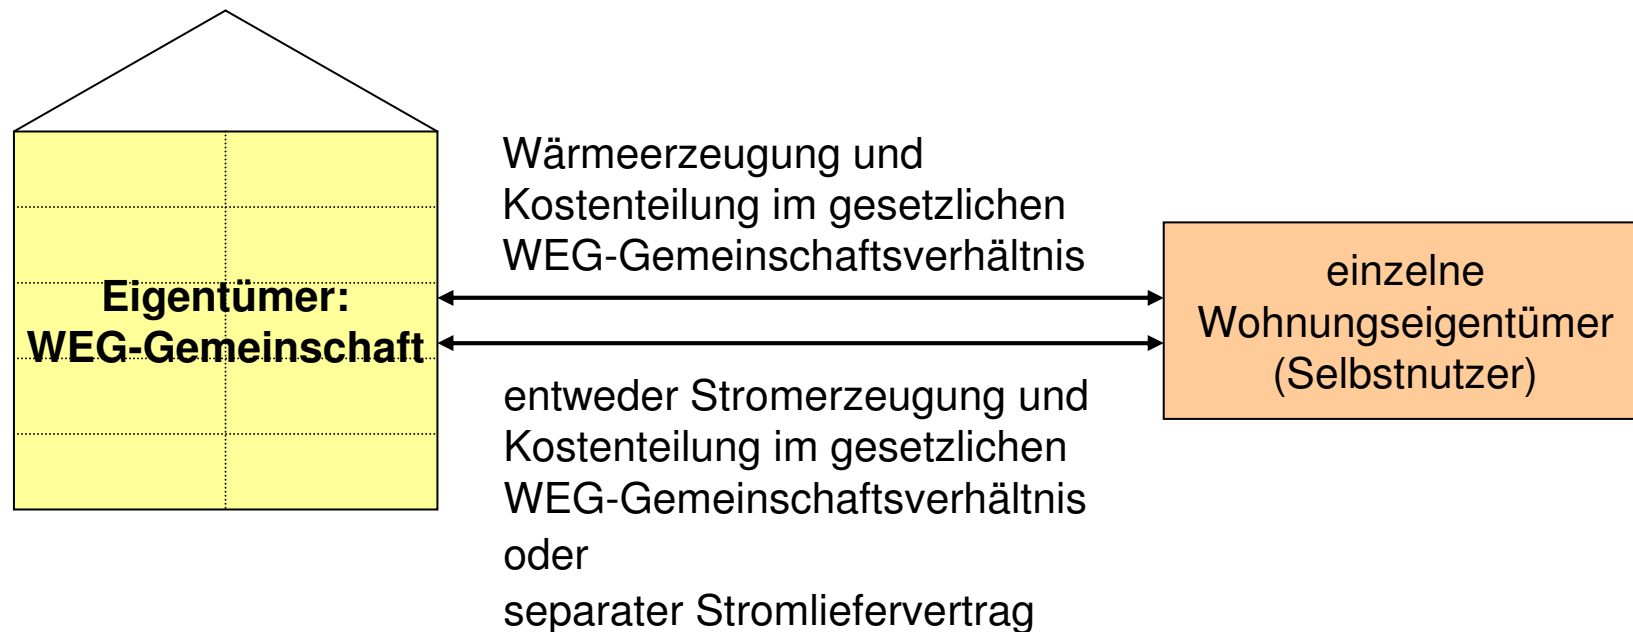 Eigentümer:
WEG-Gemeinschaft
Wärmeerzeugung und
Kostenteilung im gesetzlichen
WEG-Gemeinschaftsverhältnis
entweder Stromerzeugung und
Kostenteilung im gesetzlichen
WEG-Gemeinschaftsverhältnis
oder
separater Stromliefervertrag
einzelne
Wohnungseigentümer
(Selbstnutzer)